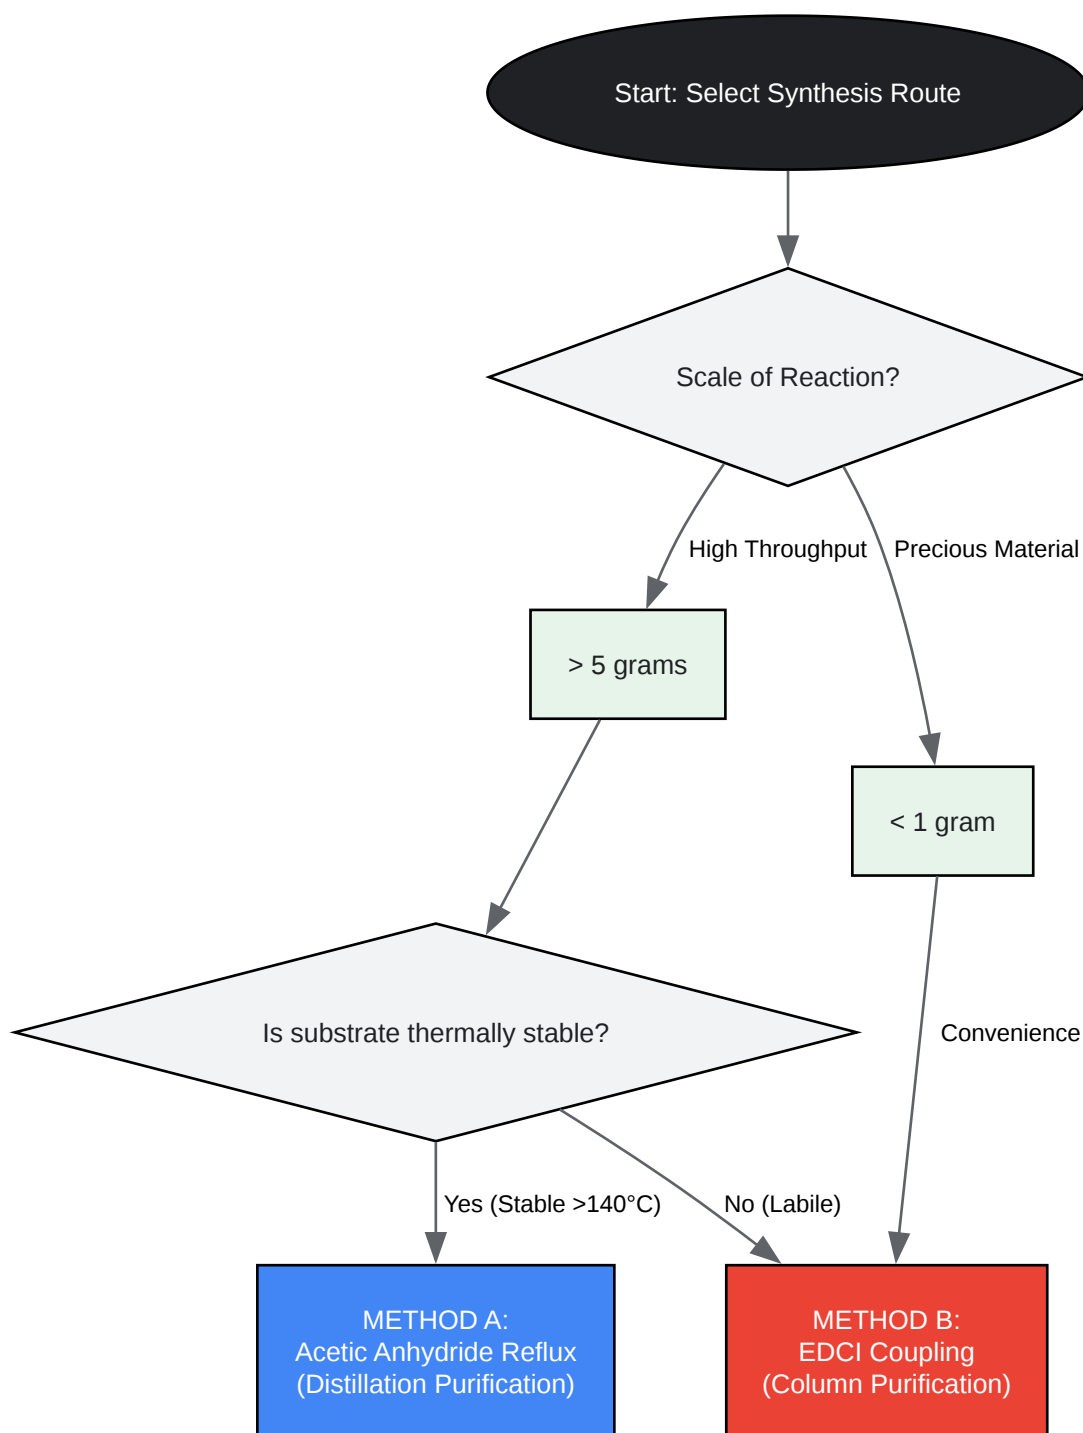 Start: Select Synthesis Route
Scale of Reaction?
High Throughput
Precious Material
> 5 grams
< 1 gram
Is substrate thermally stable?
Convenience
Yes (Stable >140°C)
No (Labile)
METHOD A:
Acetic Anhydride Reflux
(Distillation Purification)
METHOD B:
EDCI Coupling
(Column Purification)